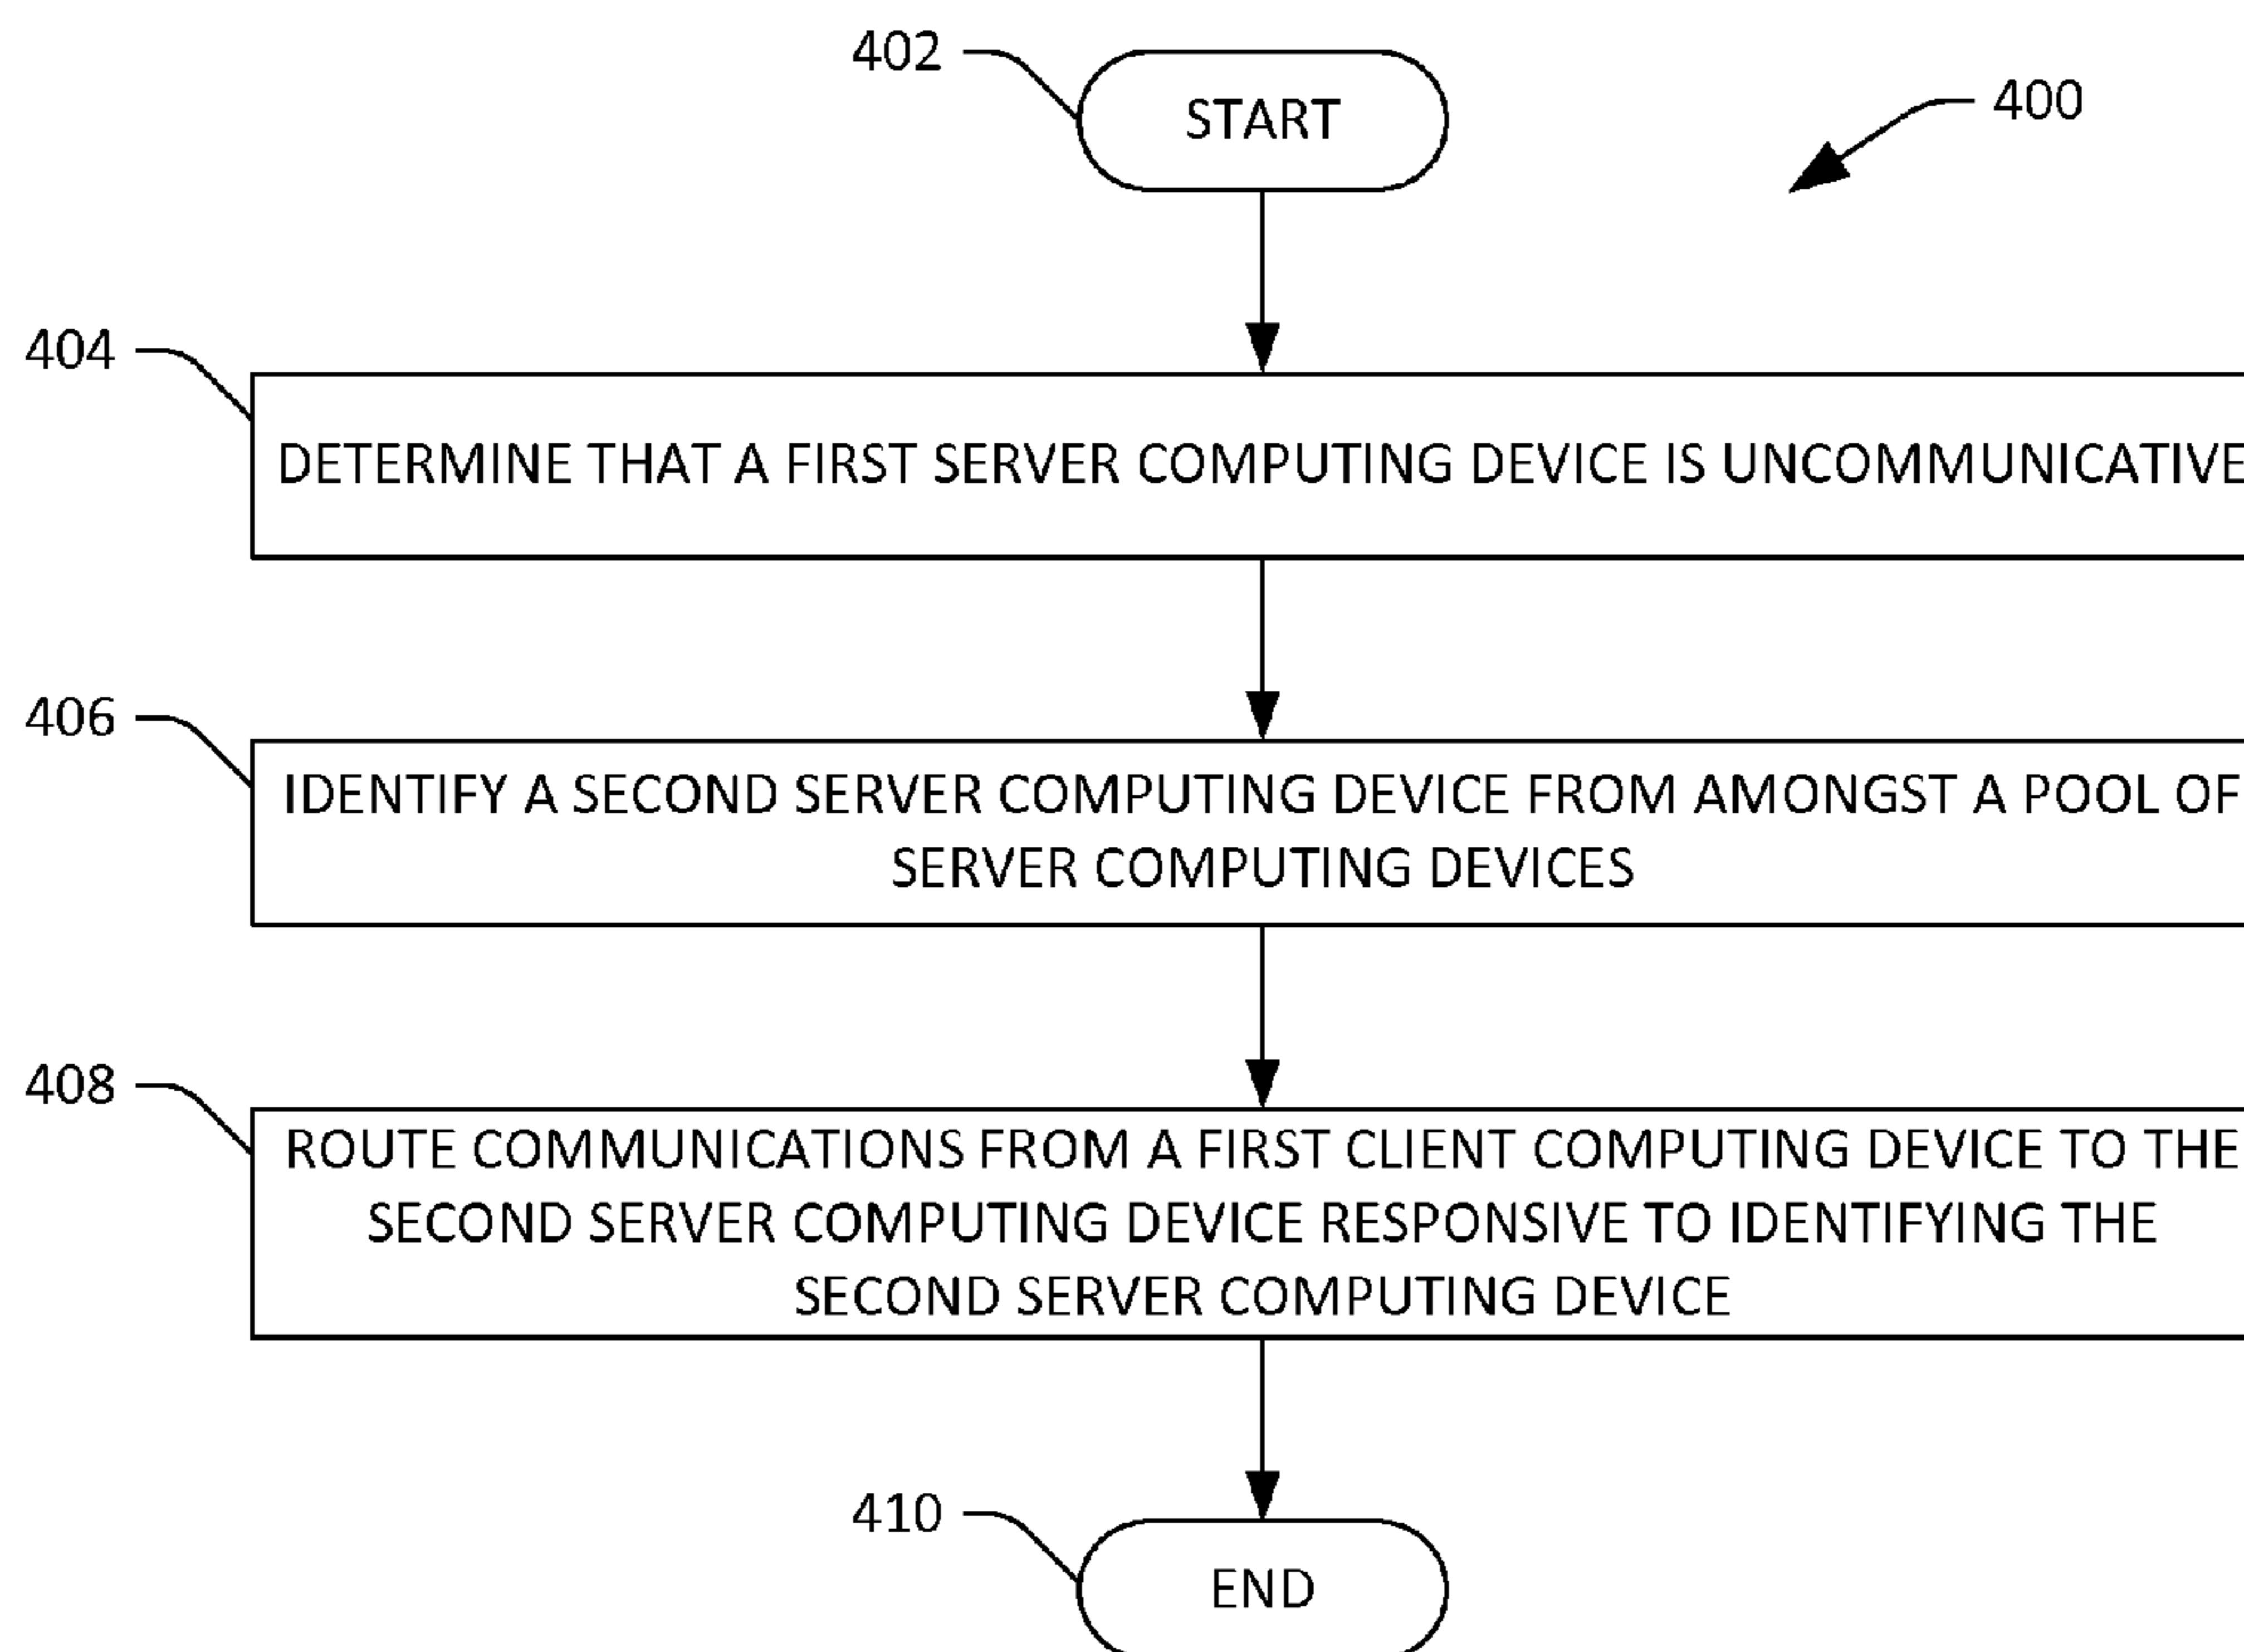 402
START
400
404
DETERMINE THAT A FIRST SERVER COMPUTING DEVICE IS UNCOMMUNICATIVE
406
IDENTIFY A SECOND SERVER COMPUTING DEVICE FROM AMONGST A POOL OF
SERVER COMPUTING DEVICES
408
ROUTE COMMUNICATIONS FROM A FIRST CLIENT COMPUTING DEVICE TO THE
SECOND SERVER COMPUTING DEVICE RESPONSIVE TO IDENTIFYING THE
SECOND SERVER COMPUTING DEVICE
410
END